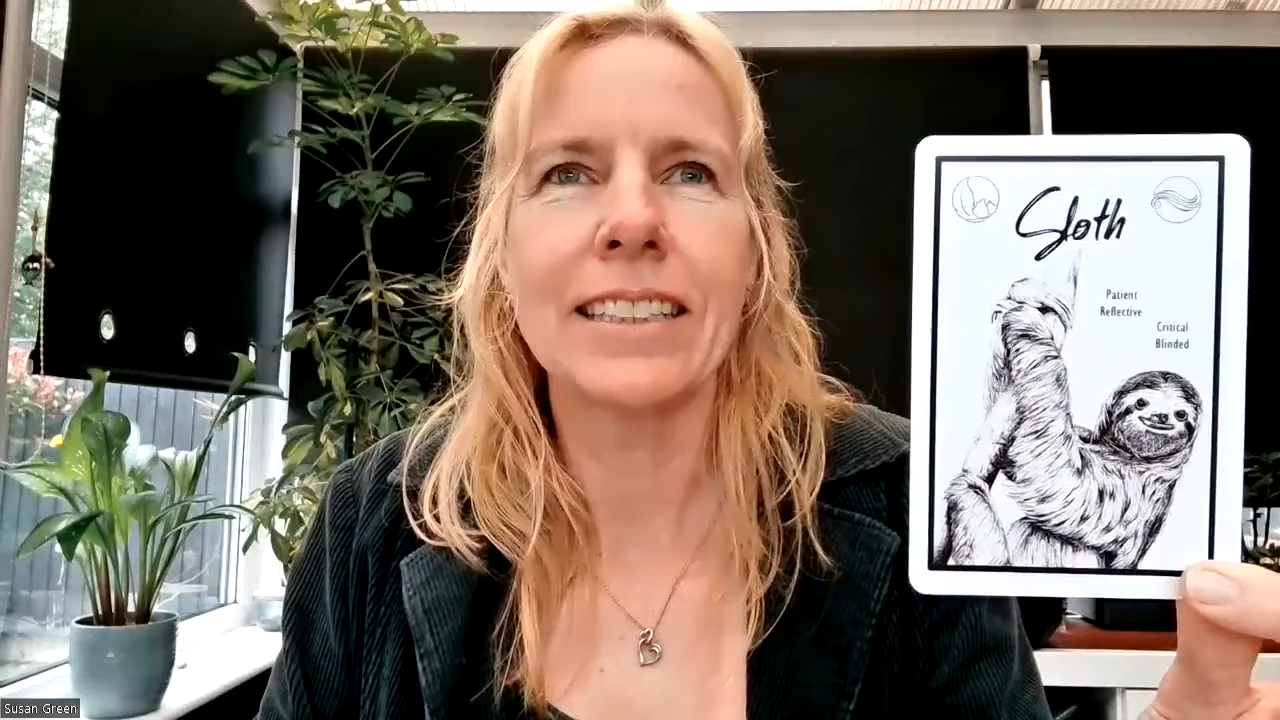 Sloth
Patient
Reflective
Critical
Blinded
Susan Green